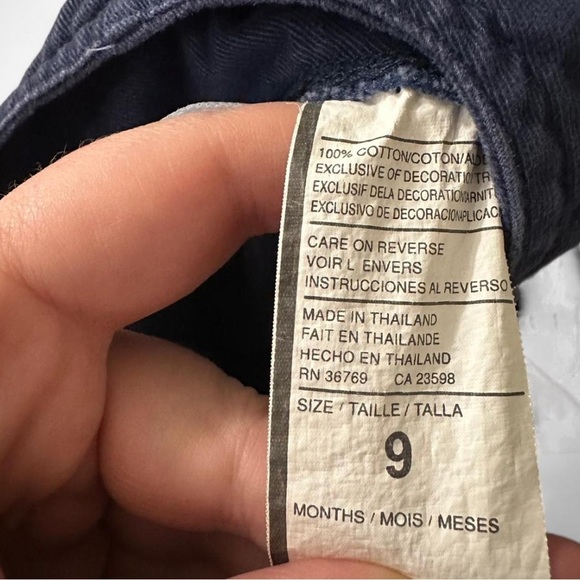 100% COTTON/COTON/
EXCLUSIVE OF DECORATION
EXCLUSIF DELA DECORATION
EXCLUSIVO DE DECORACION
CARE ON REVERSE
VOIR L ENVERS
INSTRUCCIONES AL REVERSO
MADE IN THAILAND
FAIT EN THAILANDE
HECHO EN THAILAND
RN 36769 CA 23598
SIZE / TAILLE / TALLA
9
MONTHS / MOIS / MESES